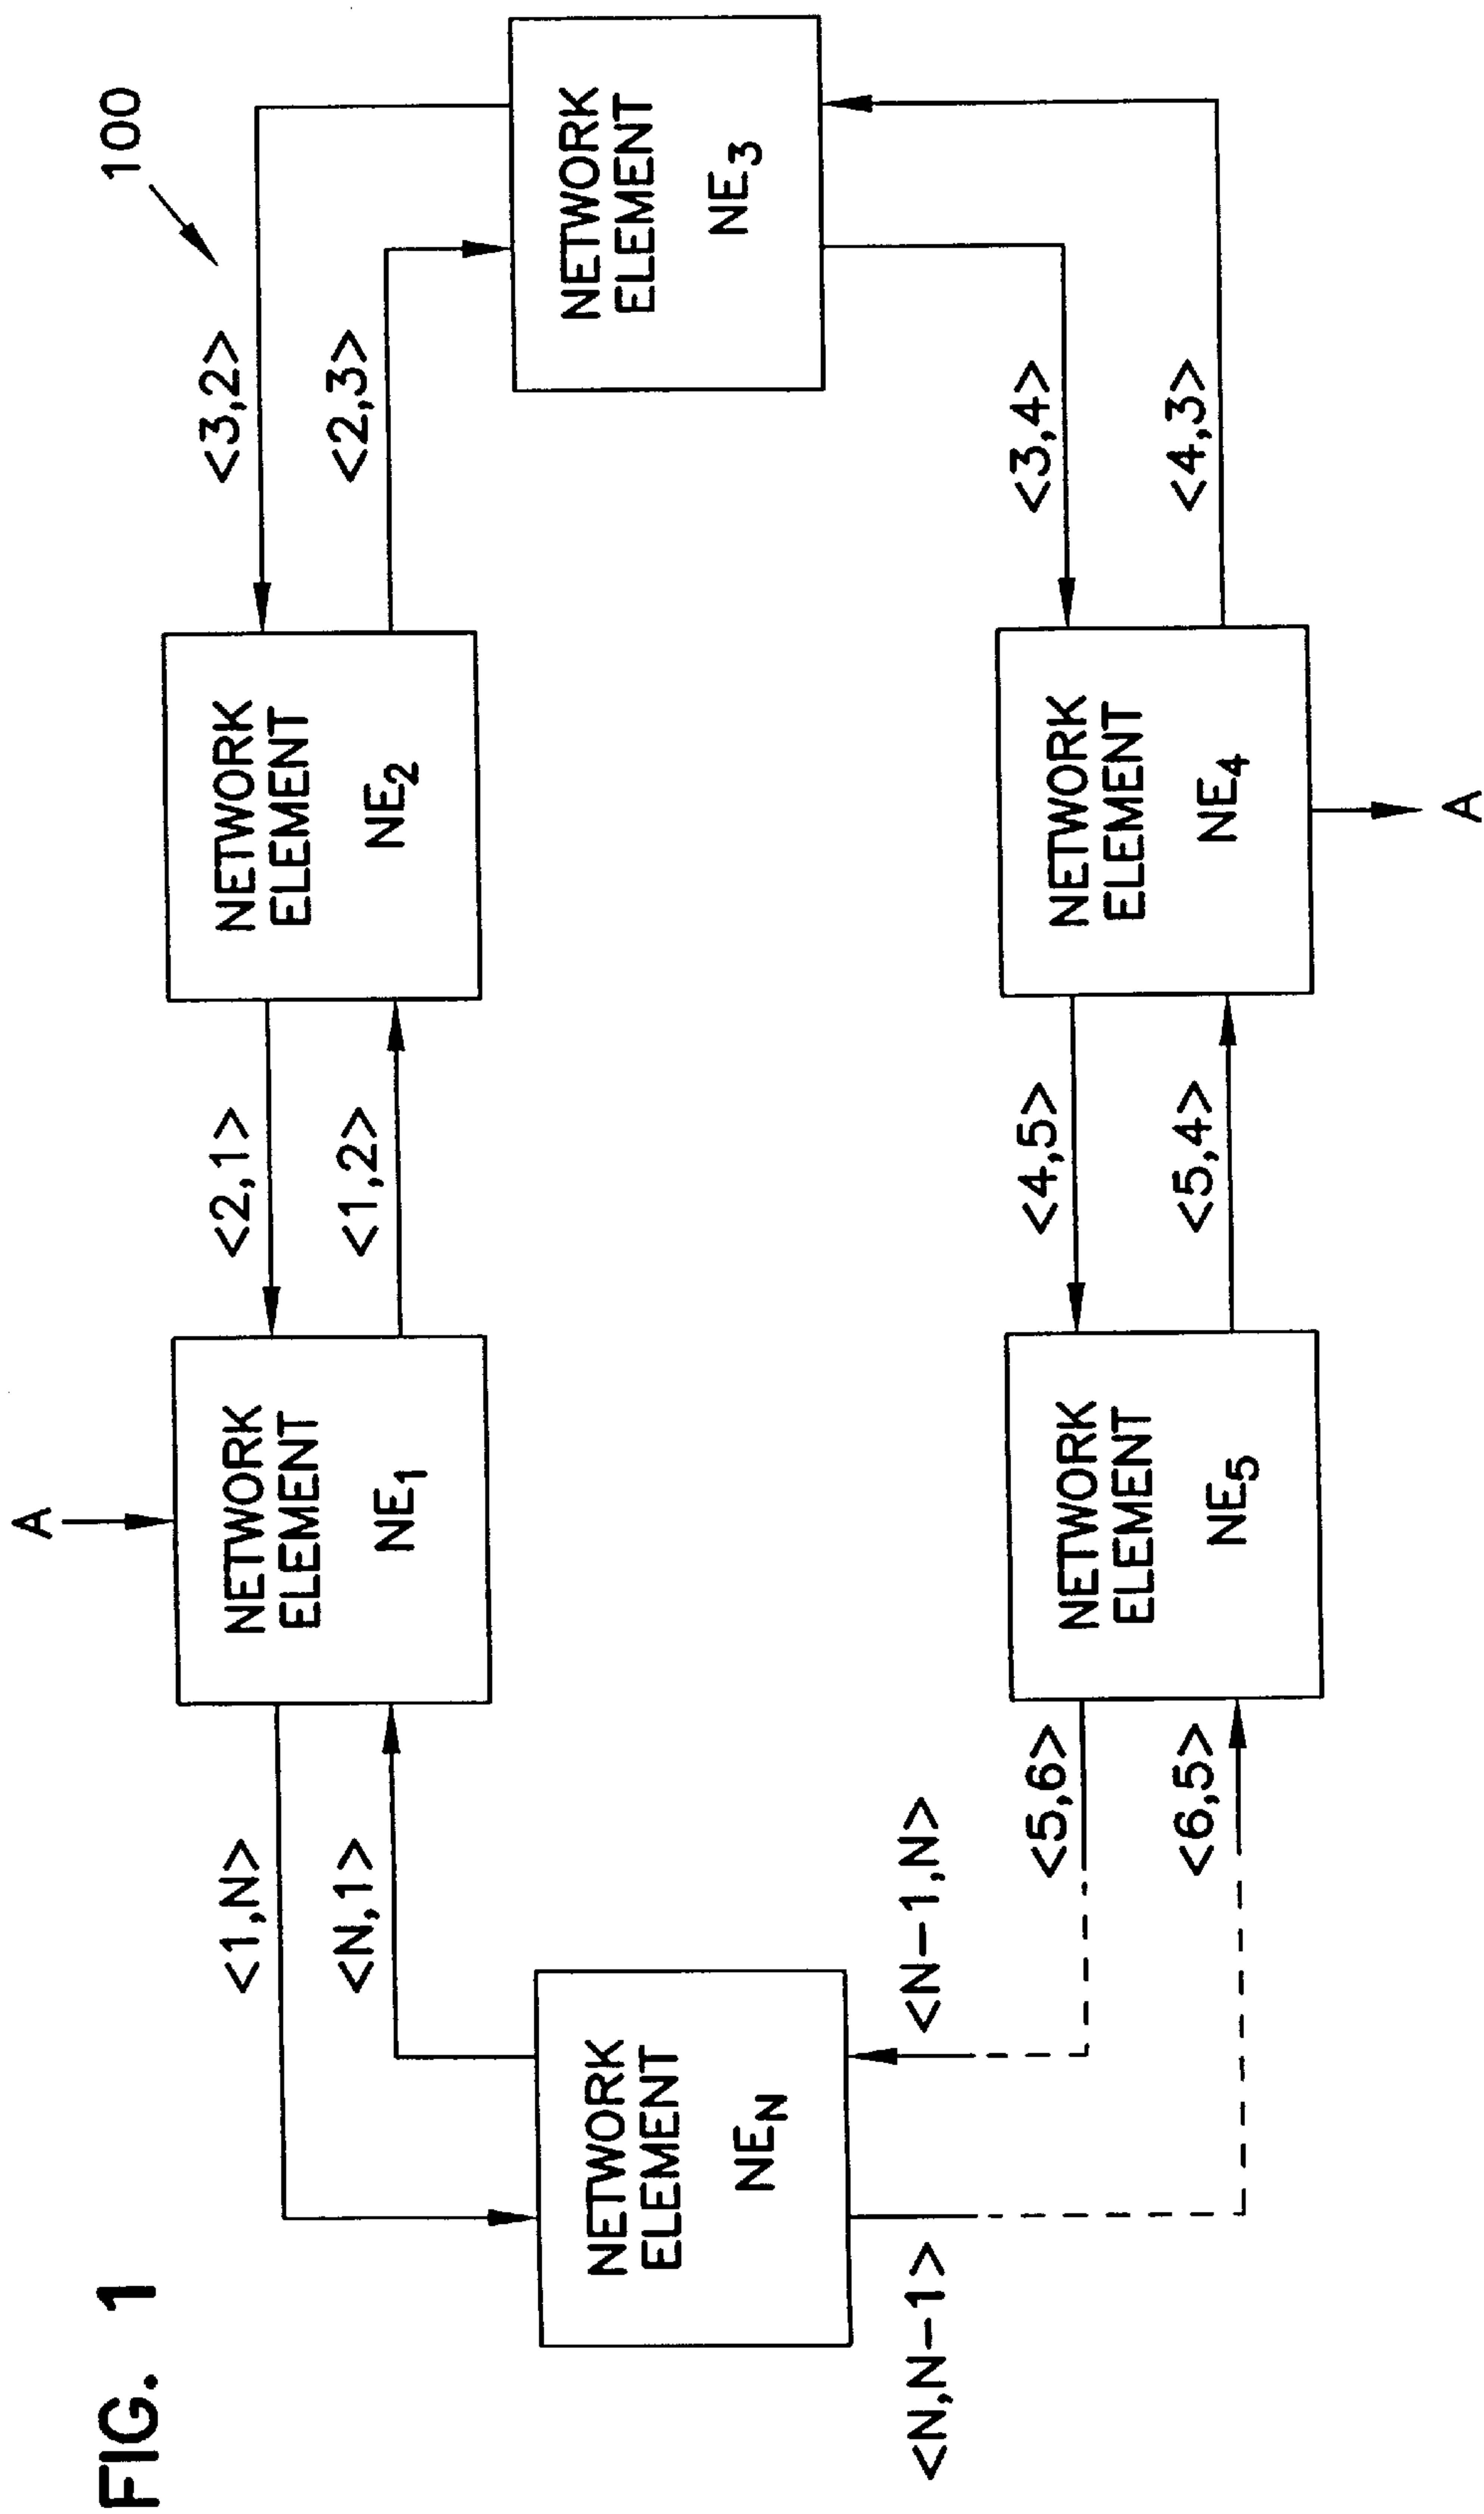 FIG. 1
100
A
<1,N>
<N,1>
<2,1>
<1,2>
<3,2>
<2,3>
NETWORK
ELEMENT
NE1
NETWORK
ELEMENT
NE2
NETWORK
ELEMENT
NEN
NETWORK
ELEMENT
NE3
<N,N-1>
<N-1,N>
<5,6>
<6,5>
<4,5>
<5,4>
<3,4>
<4,3>
NETWORK
ELEMENT
NE5
NETWORK
ELEMENT
NE4
A